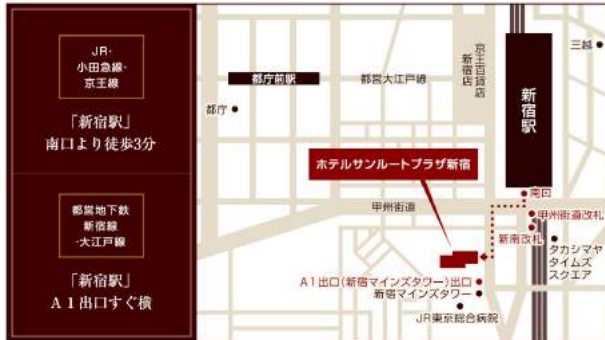 JR・
小田急線・
京王線
「新宿駅」
南口より徒歩3分
都営地下鉄
新宿線
・大江戸線
「新宿駅」
A1出口すぐ横
都庁前駅
都営大江戸線
京王百貨店
新宿店
新宿駅
三越
都庁
ホテルサンルートプラザ新宿
甲州街道
南口
甲州街道改札
新南改札
タカシマヤ
タイムズ
スクエア
A1出口(新宿マインズタワー)出口
新宿マインズタワー
JR東京総合病院